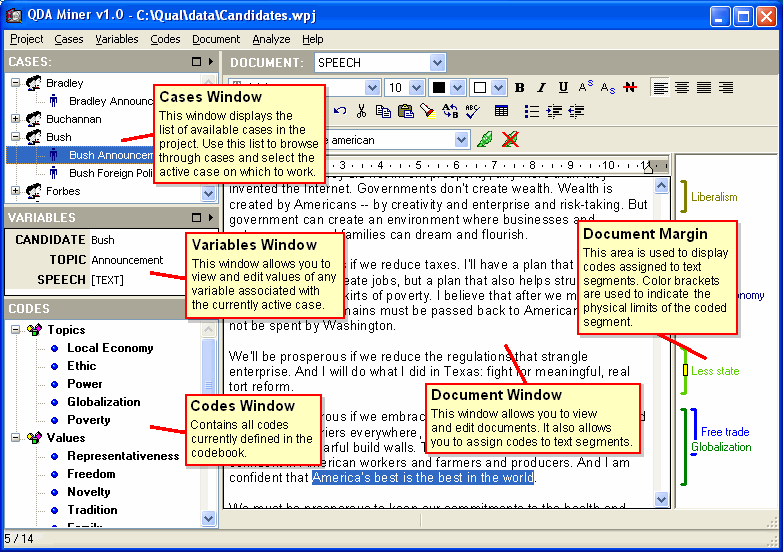 QDA Miner v1.0 - C:\Qual\data\Candidates.wpj
Project Cases Variables Codes Document Analyze Help
CASES:
Bradley
Bradley Announc
Buchannan
Bush
Bush Announcem
Bush Foreign Poli
Forbes
Cases Window
This window displays the
list of available cases in the
project. Use this list to browse
through cases and select the
active case on which to work.
VARIABLES
CANDIDATE Bush
TOPIC Announcement
SPEECH [TEXT]
Variables Window
This window allows you to
view and edit values of any
variable associated with
the currently active case.
CODES
Topics
Local Economy
Ethic
Power
Globalization
Poverty
Values
Representativeness
Freedom
Novelty
Tradition
Family
Codes Window
Contains all codes
currently defined in the
codebook.
DOCUMENT: SPEECH
10 B I U A S A S N
american
3 4 5 6 7 8 9 10 11
invented the Internet. Governments don't create wealth. Wealth is
created by Americans -- by creativity and enterprise and risk-taking. But
government can create an environment where businesses and
families can dream and flourish.
if we reduce taxes. I'll have a plan that
eate jobs, but a plan that also helps stru
kirts of poverty. I believe that after we m
mains must be passed back to American
not be spent by Washington.
We'll be prosperous if we reduce the regulations that strangle
enterprise. And I will do what I did in Texas: fight for meaningful, real
tort reform.
rous if we embrac
riers everywhere,
arful build walls. T
confident in American workers and farmers and producers. And I am
confident that America's best is the best in the world.
We must be prosperous to keep our commitments to the health and
Document Window
This window allows you to view
and edit documents. It also allows
you to assign codes to text segments.
Liberalism
Document Margin
This area is used to display
codes assigned to text
segments. Color brackets
are used to indicate the
physical limits of the coded
segment.
onomy
Less state
Free trade
Globalization
5 / 14